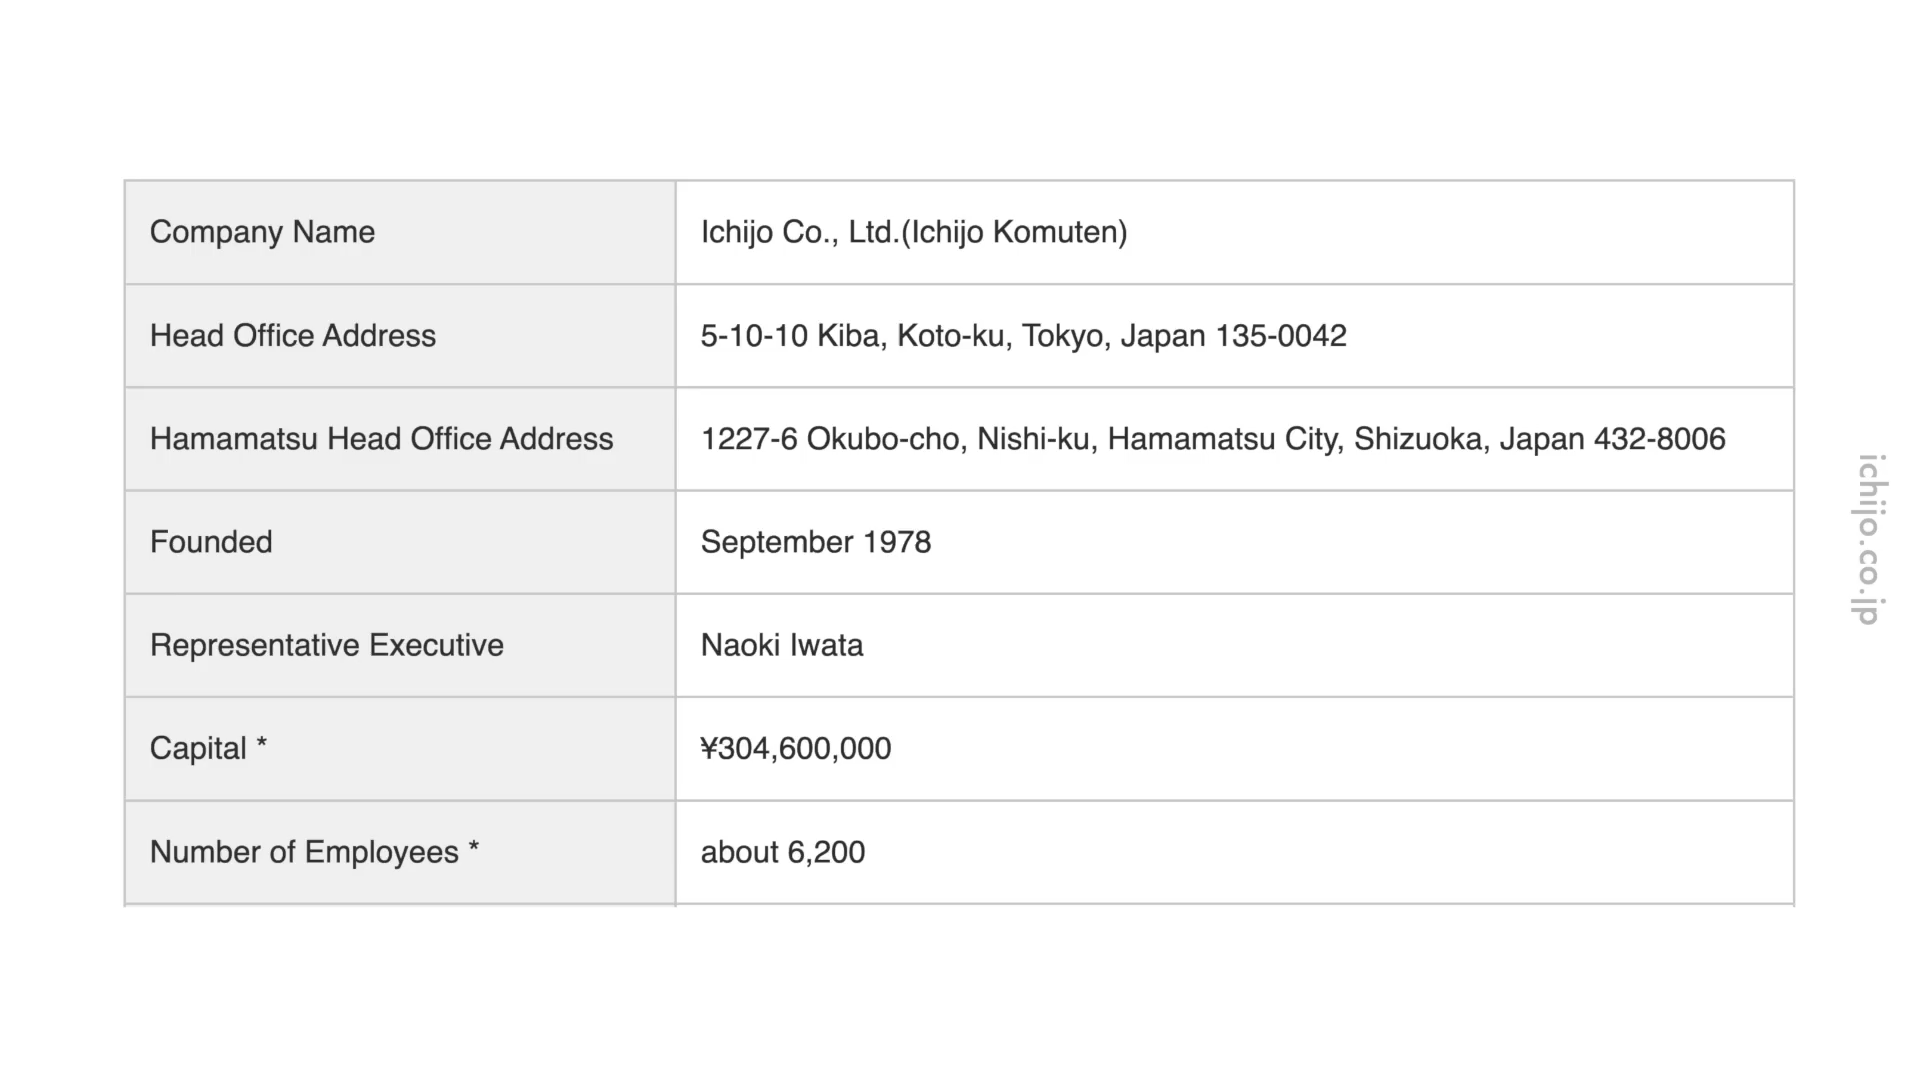 Company Name
Ichijo Co., Ltd.(Ichijo Komuten)
Head Office Address
5-10-10 Kiba, Koto-ku, Tokyo, Japan 135-0042
Hamamatsu Head Office Address
1227-6 Okubo-cho, Nishi-ku, Hamamatsu City, Shizuoka, Japan 432-8006
Founded
September 1978
Representative Executive
Naoki Iwata
Capital *
¥304,600,000
Number of Employees *
about 6,200
ichijo.co.jp